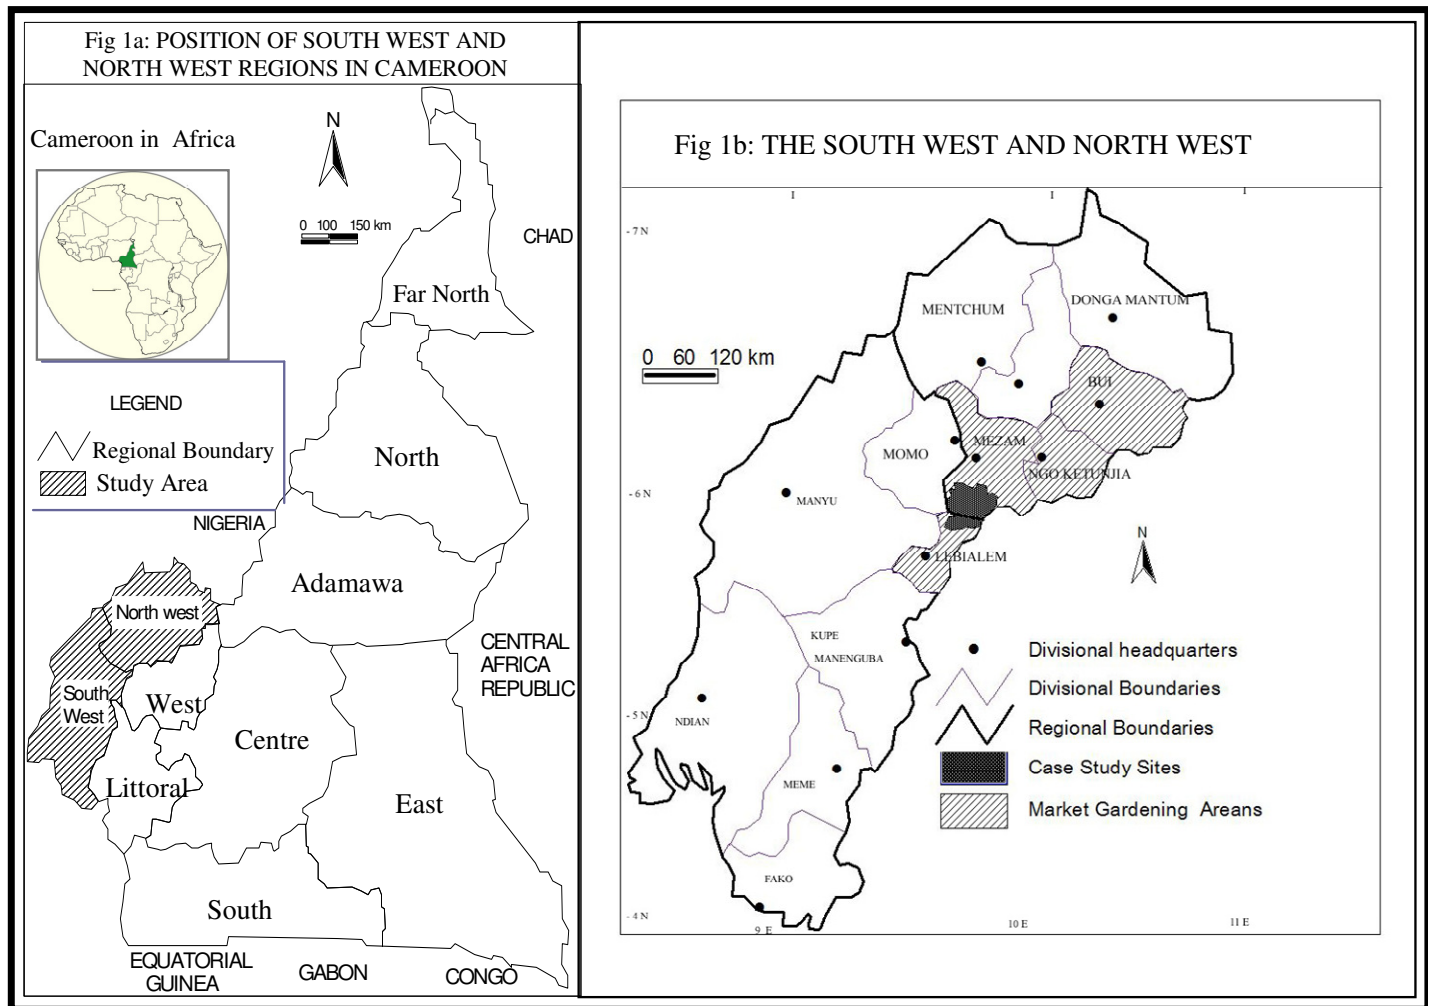 Fig 1a: POSITION OF SOUTH WEST AND
NORTH WEST REGIONS IN CAMEROON
Cameroon in Africa
N
0 100 150 km
CHAD
Far North
LEGEND
Regional Boundary
Study Area
North
NIGERIA
Adamawa
North west
CENTRAL
AFRICA
REPUBLIC
South
West
West
Centre
Littoral
East
South
EQUATORIAL
GUINEA
GABON
CONGO
Fig 1b: THE SOUTH WEST AND NORTH WEST
I
I
I
- 7 N
DONGA MANTUM
MENTCHUM
0 60 120 km
BUI
MEZAM
MOMO
NGO KETUNJIA
- 6 N
MANYU
N
LEBIALEM
KUPE
MANENGUBA
Divisional headquarters
Divisional Boundaries
NDIAN
- 5 N
Regional Boundaries
Case Study Sites
MEME
Market Gardening Areans
FAKO
- 4 N
9 E
10 E
11 E